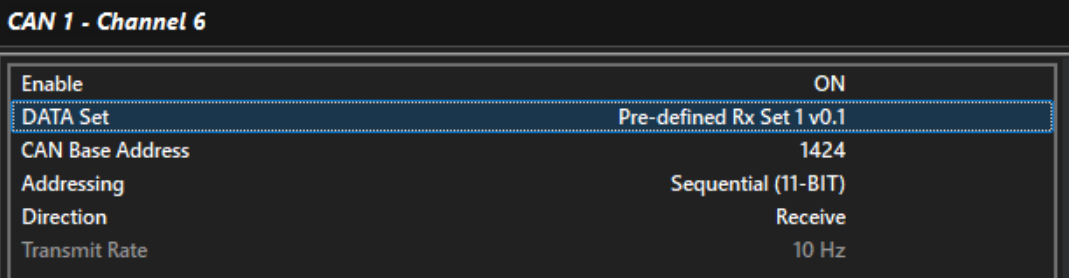 CAN 1 - Channel 6
Enable ON
DATA Set Pre-defined Rx Set 1 v0.1
CAN Base Address 1424
Addressing Sequential (11-BIT)
Direction Receive
Transmit Rate 10 Hz